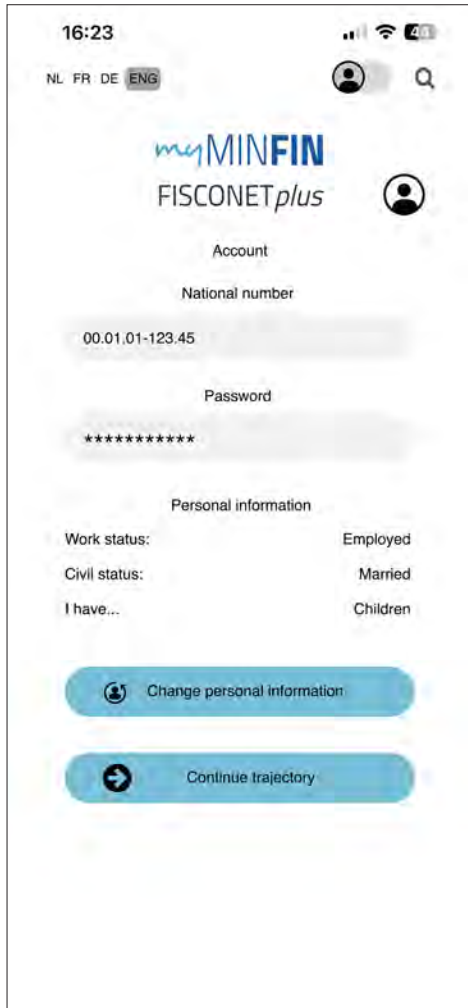 16:23
44
NL FR DE ENG
myMINFIN
FISCONETplus
Account
National number
00.01.01-123.45
Password
***********
Personal information
Work status: Employed
Civil status: Married
I have... Children
Change personal information
Continue trajectory